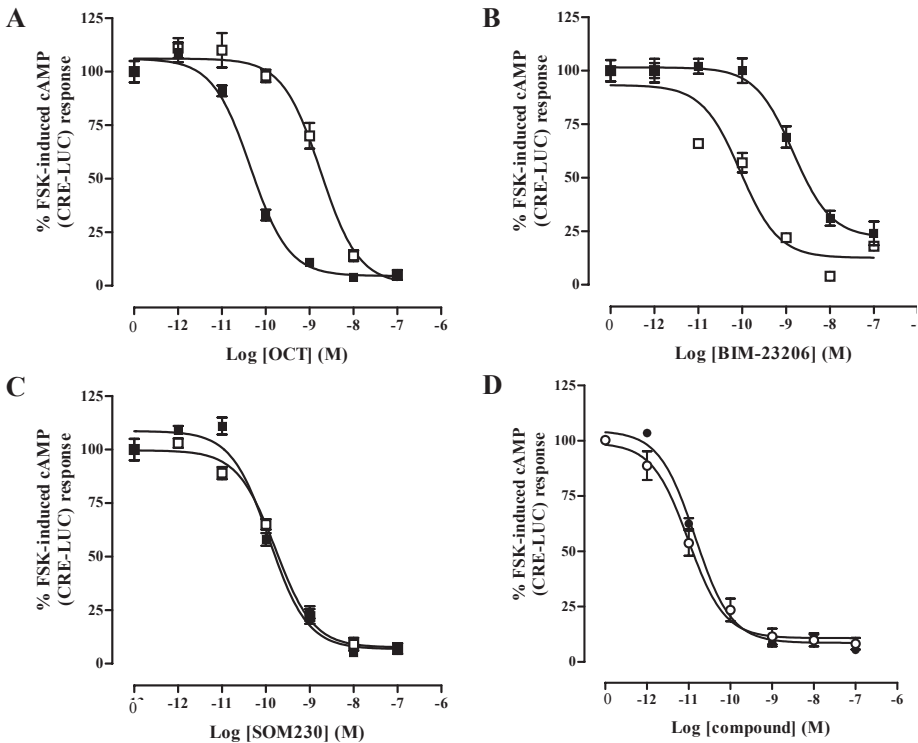 A
125
100
75
50
25
0
% FSK-induced cAMP
(CRE-LUC) response
0 -12 -11 -10 -9 -8 -7 -6
Log [OCT] (M)
B
125
100
75
50
25
0
% FSK-induced cAMP
(CRE-LUC) response
0 -12 -11 -10 -9 -8 -7
Log [BIM-23206] (M)
C
125
100
75
50
25
0
% FSK-induced cAMP
(CRE-LUC) response
0 -12 -11 -10 -9 -8 -7 -6
Log [SOM230] (M)
D
125
100
75
50
25
0
% FSK-induced cAMP
(CRE-LUC) response
0 -12 -11 -10 -9 -8 -7 -6
Log [compound] (M)